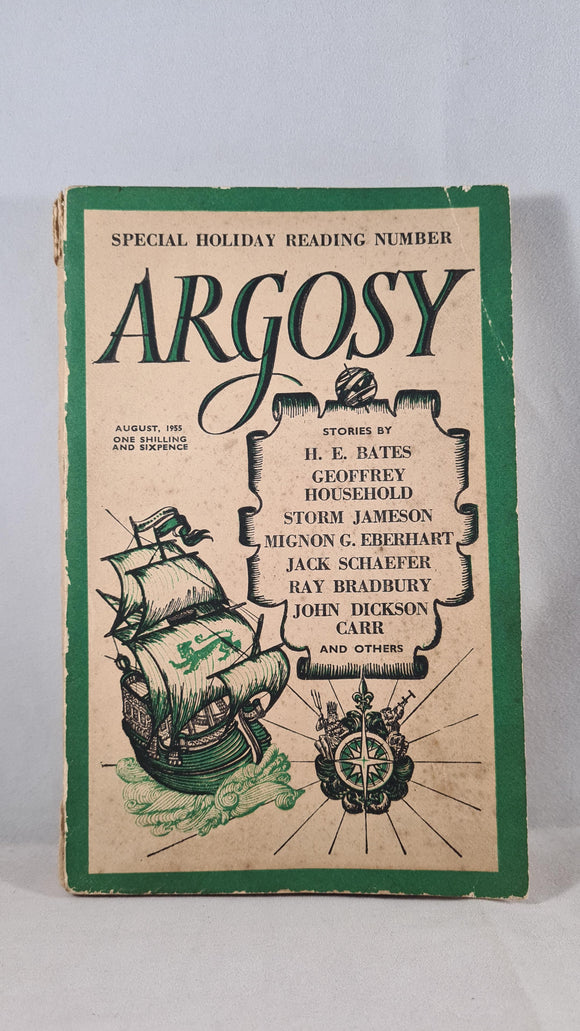 SPECIAL HOLIDAY READING NUMBER
ARGOSY
AUGUST, 1955
ONE SHILLING
AND SIXPENCE
STORIES BY
H. E. BATES
GEOFFREY
HOUSEHOLD
STORM JAMESON
MIGNON G. EBERHART
JACK SCHAEFER
RAY BRADBURY
JOHN DICKSON
CARR
AND OTHERS